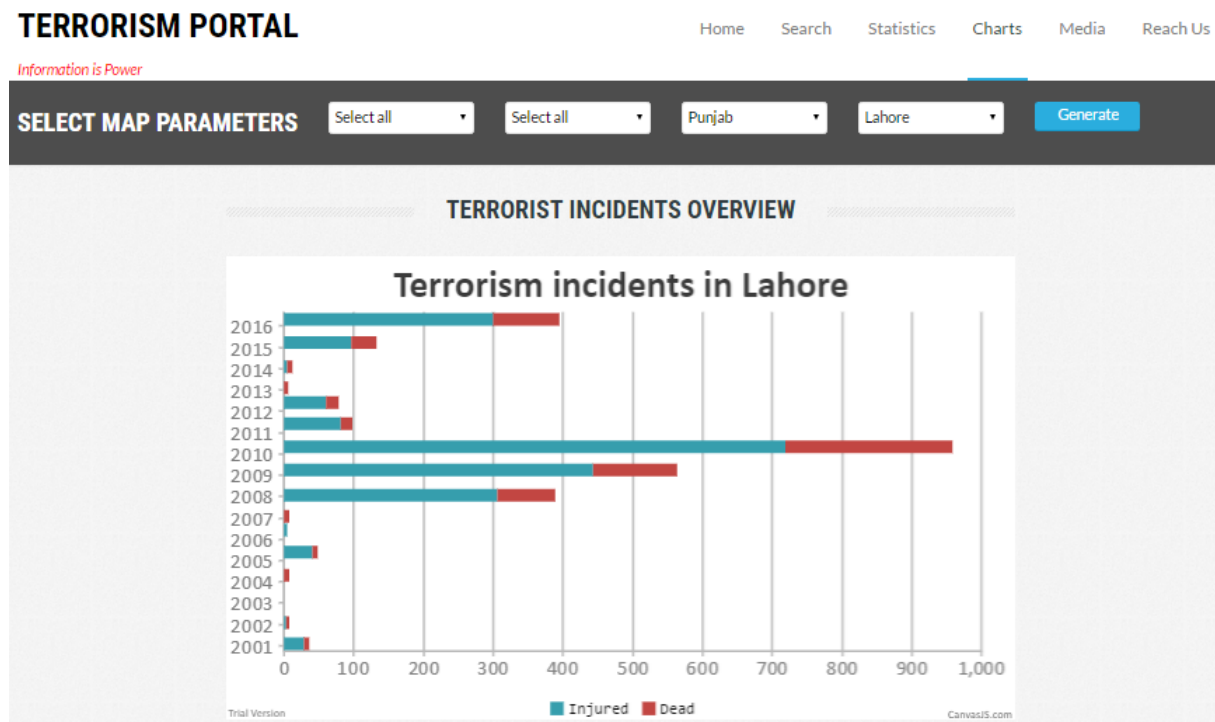 TERRORISM PORTAL
Home Search Statistics Charts Media Reach Us
Information is Power
SELECT MAP PARAMETERS Select all Select all Punjab Lahore Generate
TERRORIST INCIDENTS OVERVIEW
Terrorism incidents in Lahore
2016
2015
2014
2013
2012
2011
2010
2009
2008
2007
2006
2005
2004
2003
2002
2001
0 100 200 300 400 500 600 700 800 900 1,000
Injured Dead
Trial Version CanvasJS.com